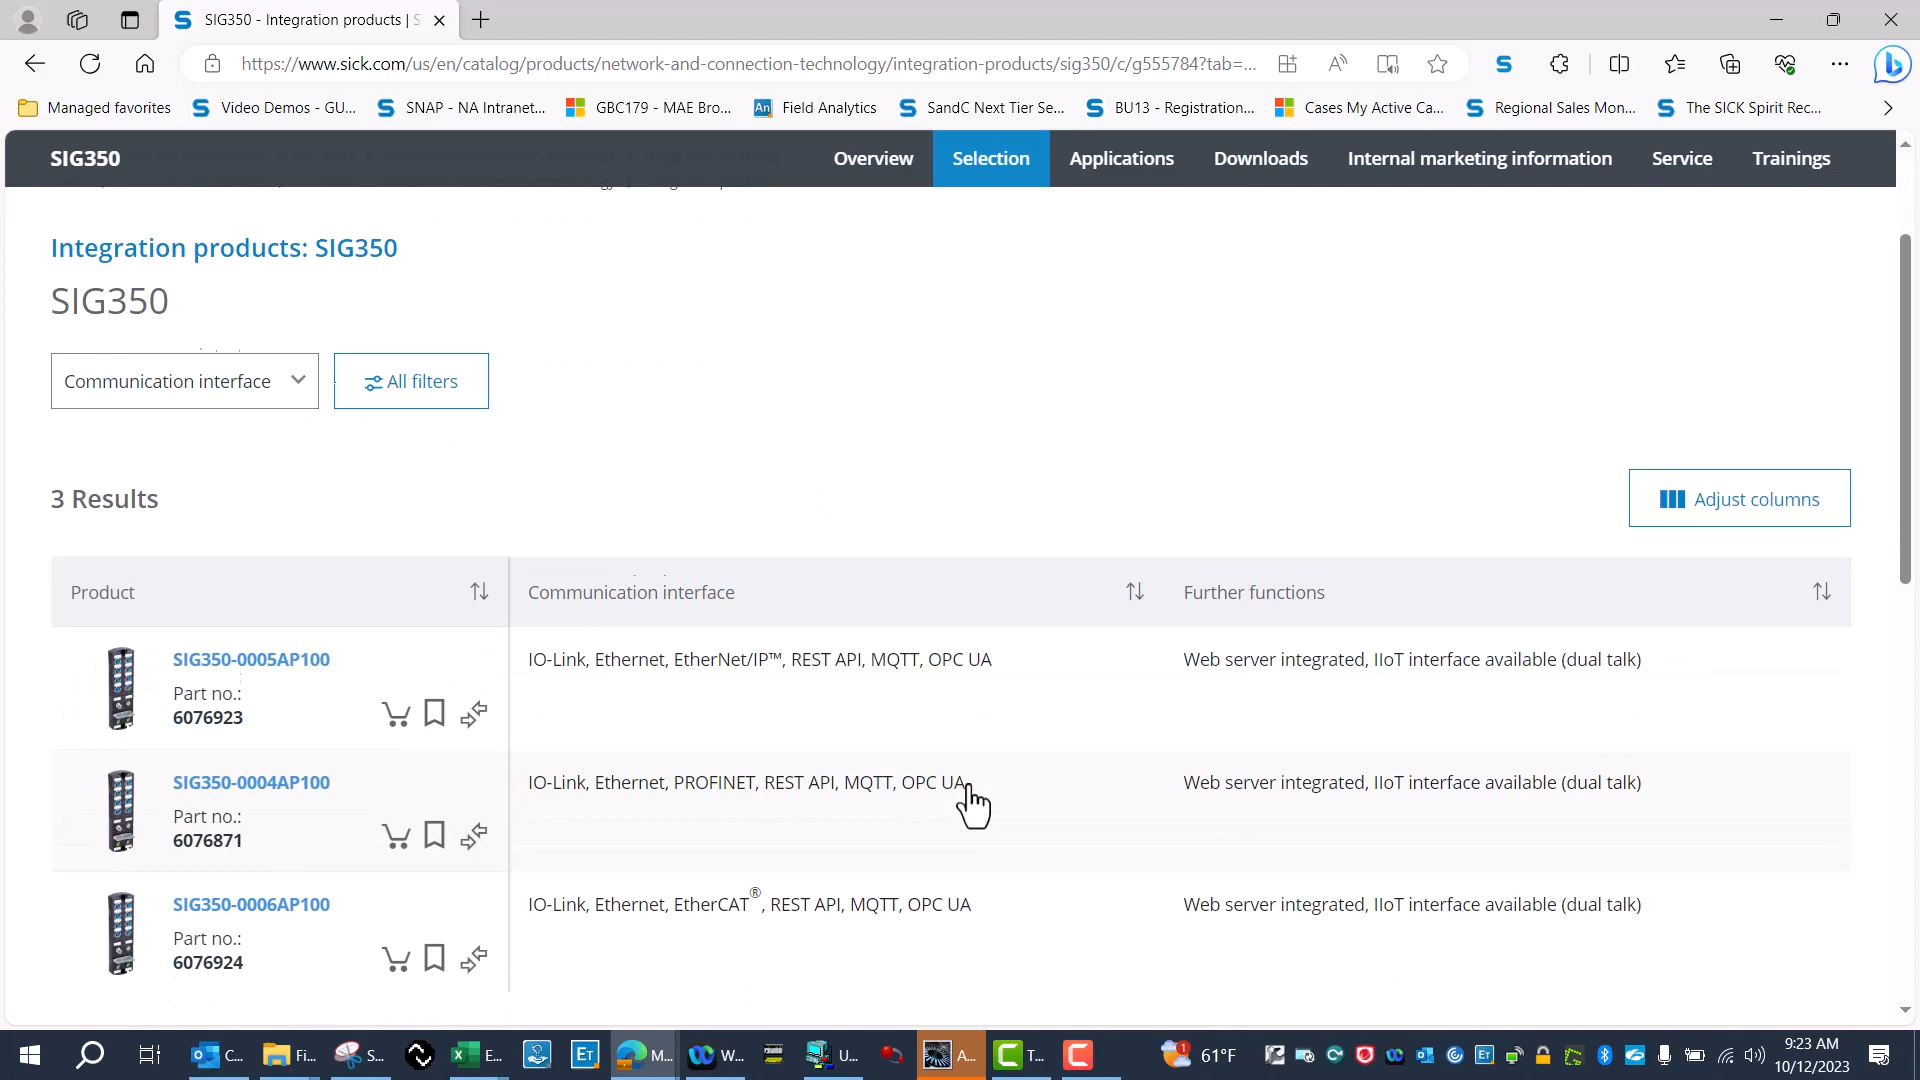 SIG350 - Integration products | S
https://www.sick.com/us/en/catalog/products/network-and-connection-technology/integration-products/sig350/c/g555784?tab=...
Managed favorites
Video Demos - GU...
SNAP - NA Intranet...
GBC179 - MAE Bro...
An Field Analytics
SandC Next Tier Se...
BU13 - Registration...
Cases My Active Ca...
Regional Sales Mon...
The SICK Spirit Rec...
SIG350
Overview
Selection
Applications
Downloads
Internal marketing information
Service
Trainings
Integration products: SIG350
SIG350
Communication interface
All filters
3 Results
Adjust columns
Product
Communication interface
Further functions
SIG350-0005AP100
Part no.:
6076923
IO-Link, Ethernet, EtherNet/IP™, REST API, MQTT, OPC UA
Web server integrated, IIoT interface available (dual talk)
SIG350-0004AP100
Part no.:
6076871
IO-Link, Ethernet, PROFINET, REST API, MQTT, OPC UA
Web server integrated, IIoT interface available (dual talk)
SIG350-0006AP100
Part no.:
6076924
IO-Link, Ethernet, EtherCAT®, REST API, MQTT, OPC UA
Web server integrated, IIoT interface available (dual talk)
C...
Fi...
S...
E...
ET
M...
W...
U...
A...
T...
61°F
9:23 AM
10/12/2023